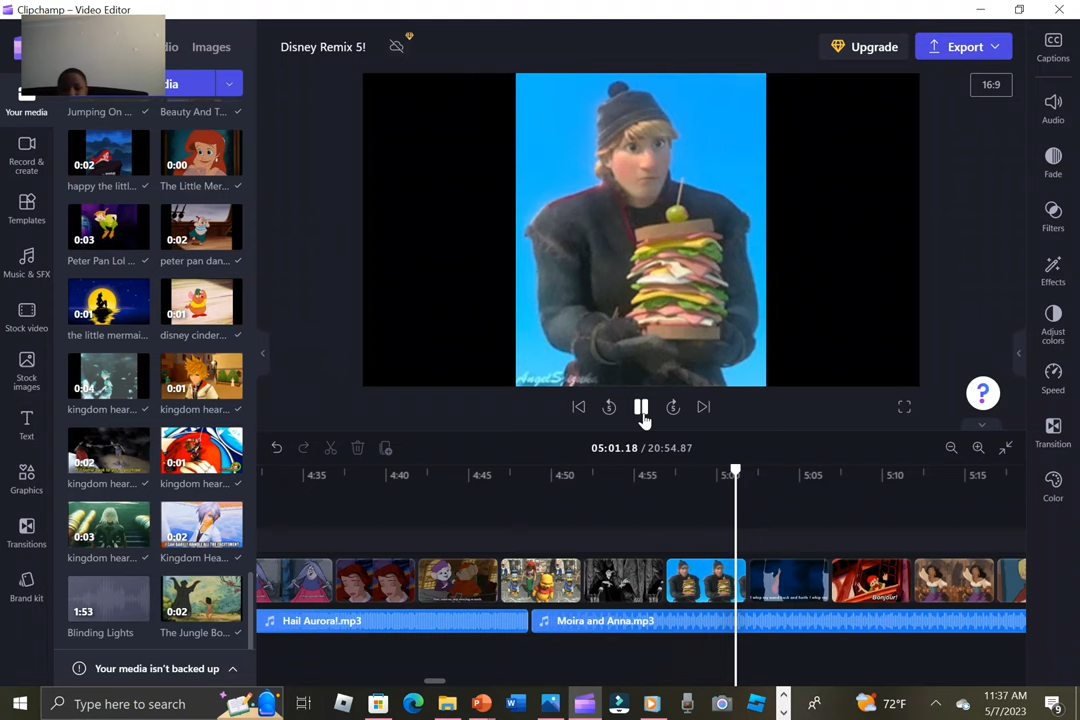 Clipchamp – Video Editor
dio
Images
Disney Remix 5!
Upgrade
Export
CC
Captions
dia
16:9
Your media
Jumping On ...
Beauty And T...
Audio
Record &
create
0:02
0:00
happy the littl...
The Little Mer...
Fade
Templates
0:03
0:02
Peter Pan Lol ...
peter pan dan...
Filters
Music & SFX
0:01
0:01
the little mermai...
disney cinder...
Effects
Stock video
0:04
0:01
kingdom hear...
kingdom hear...
Adjust
colors
Stock
images
5
5
?
Speed
Text
0:02
0:01
kingdom hear...
kingdom hear...
05:01.18 / 20:54.87
Transition
Graphics
4:35
4:40
4:45
4:50
4:55
5:00
5:05
5:10
5:15
Color
0:03
0:02
kingdom hear...
Kingdom Hea...
Transitions
Bonjour!
Brand kit
1:53
0:02
Blinding Lights
The Jungle Bo...
Hail Aurora!.mp3
Moira and Anna.mp3
Your media isn't backed up
Type here to search
72°F
11:37 AM
5/7/2023
9